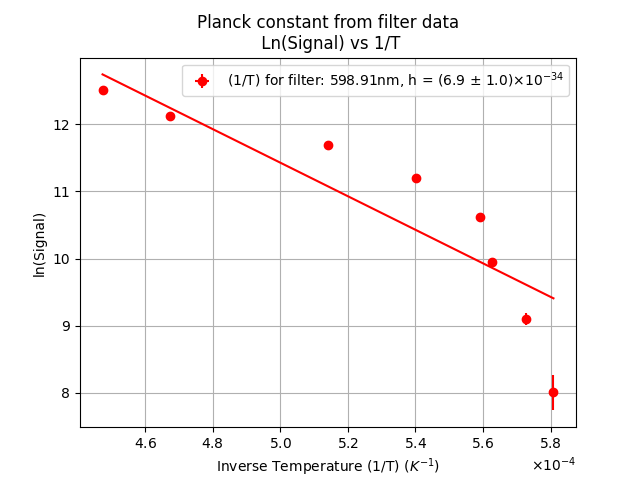 Planck constant from filter data
Ln(Signal) vs 1/T
(1/T) for filter: 598.91nm, h = (6.9 ± 1.0)×10⁻³⁴
12
11
10
9
8
ln(Signal)
4.6 4.8 5.0 5.2 5.4 5.6 5.8
×10⁻⁴
Inverse Temperature (1/T) (K⁻¹)